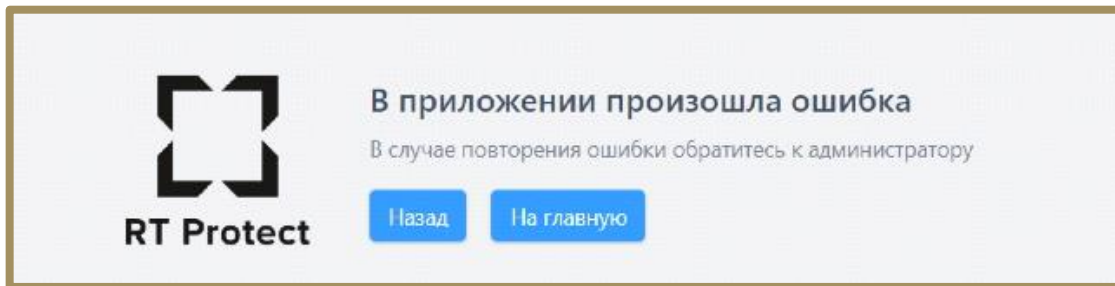 В приложении произошла ошибка
В случае повторения ошибки обратитесь к администратору
Назад На главную
RT Protect